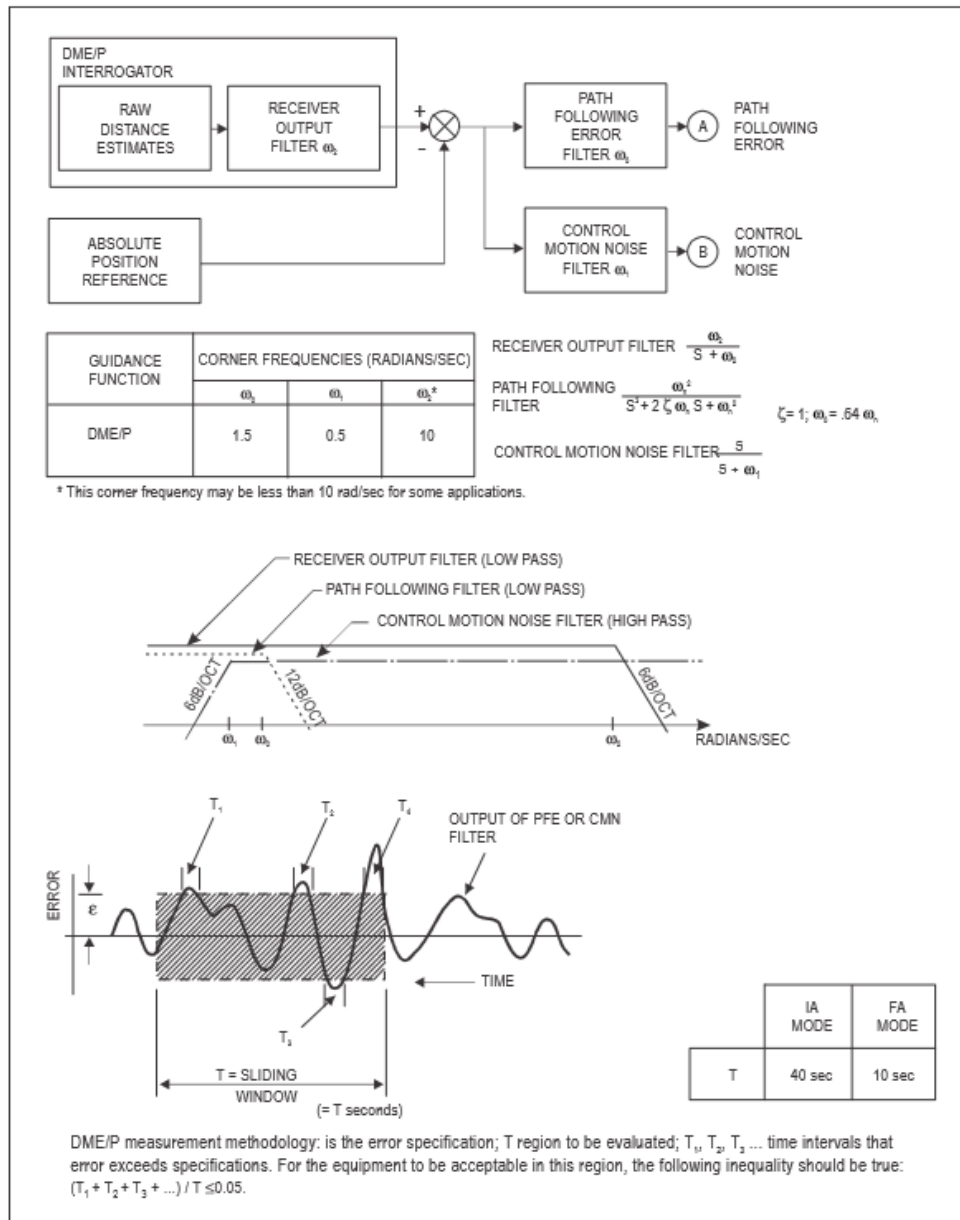 DME/P
INTERROGATOR
RAW
DISTANCE
ESTIMATES
RECEIVER
OUTPUT
FILTER ω₂
+
−
PATH
FOLLOWING
ERROR
FILTER ω₀
A
PATH
FOLLOWING
ERROR
ABSOLUTE
POSITION
REFERENCE
CONTROL
MOTION NOISE
FILTER ω₁
B
CONTROL
MOTION
NOISE
GUIDANCE
FUNCTION
CORNER FREQUENCIES (RADIANS/SEC)
ω₀ ω₁ ω₂*
DME/P 1.5 0.5 10
RECEIVER OUTPUT FILTER ω₂ / S + ω₂
PATH FOLLOWING
FILTER ωₙ² / S² + 2 ζ ωₙ S + ωₙ²
ζ= 1; ω₀ = .64 ωₙ
CONTROL MOTION NOISE FILTER S / S + ω₁
* This corner frequency may be less than 10 rad/sec for some applications.
RECEIVER OUTPUT FILTER (LOW PASS)
PATH FOLLOWING FILTER (LOW PASS)
CONTROL MOTION NOISE FILTER (HIGH PASS)
6dB/OCT
12dB/OCT
6dB/OCT
ω₁ ω₀ ω₂
RADIANS/SEC
T₁ T₂ T₄
OUTPUT OF PFE OR CMN
FILTER
ERROR
ε
TIME
T₃
T = SLIDING
WINDOW
(= T seconds)
IA
MODE
FA
MODE
T 40 sec 10 sec
DME/P measurement methodology: is the error specification; T region to be evaluated; T₁, T₂, T₃ ... time intervals that
error exceeds specifications. For the equipment to be acceptable in this region, the following inequality should be true:
(T₁ + T₂ + T₃ + ...) / T ≤0.05.